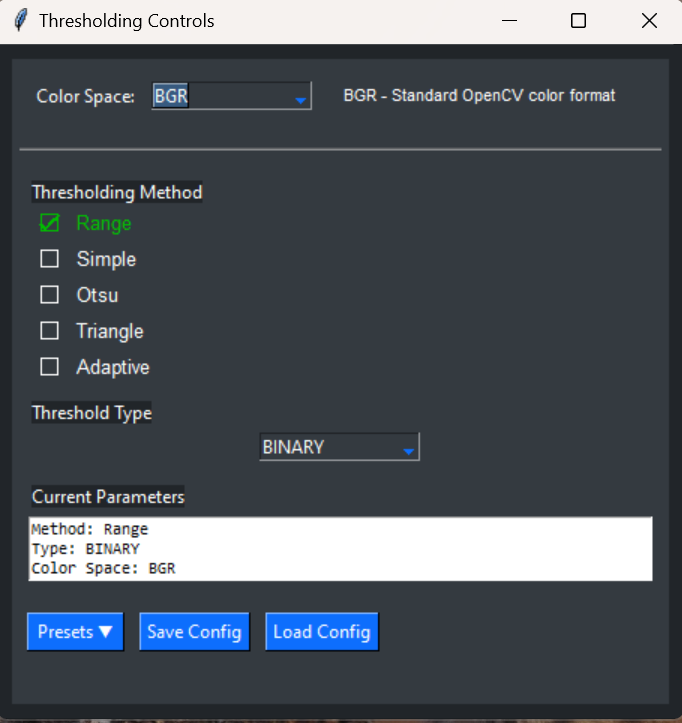 Thresholding Controls
Color Space: BGR BGR - Standard OpenCV color format
Thresholding Method
Range
Simple
Otsu
Triangle
Adaptive
Threshold Type
BINARY
Current Parameters
Method: Range
Type: BINARY
Color Space: BGR
Presets ▼ Save Config Load Config